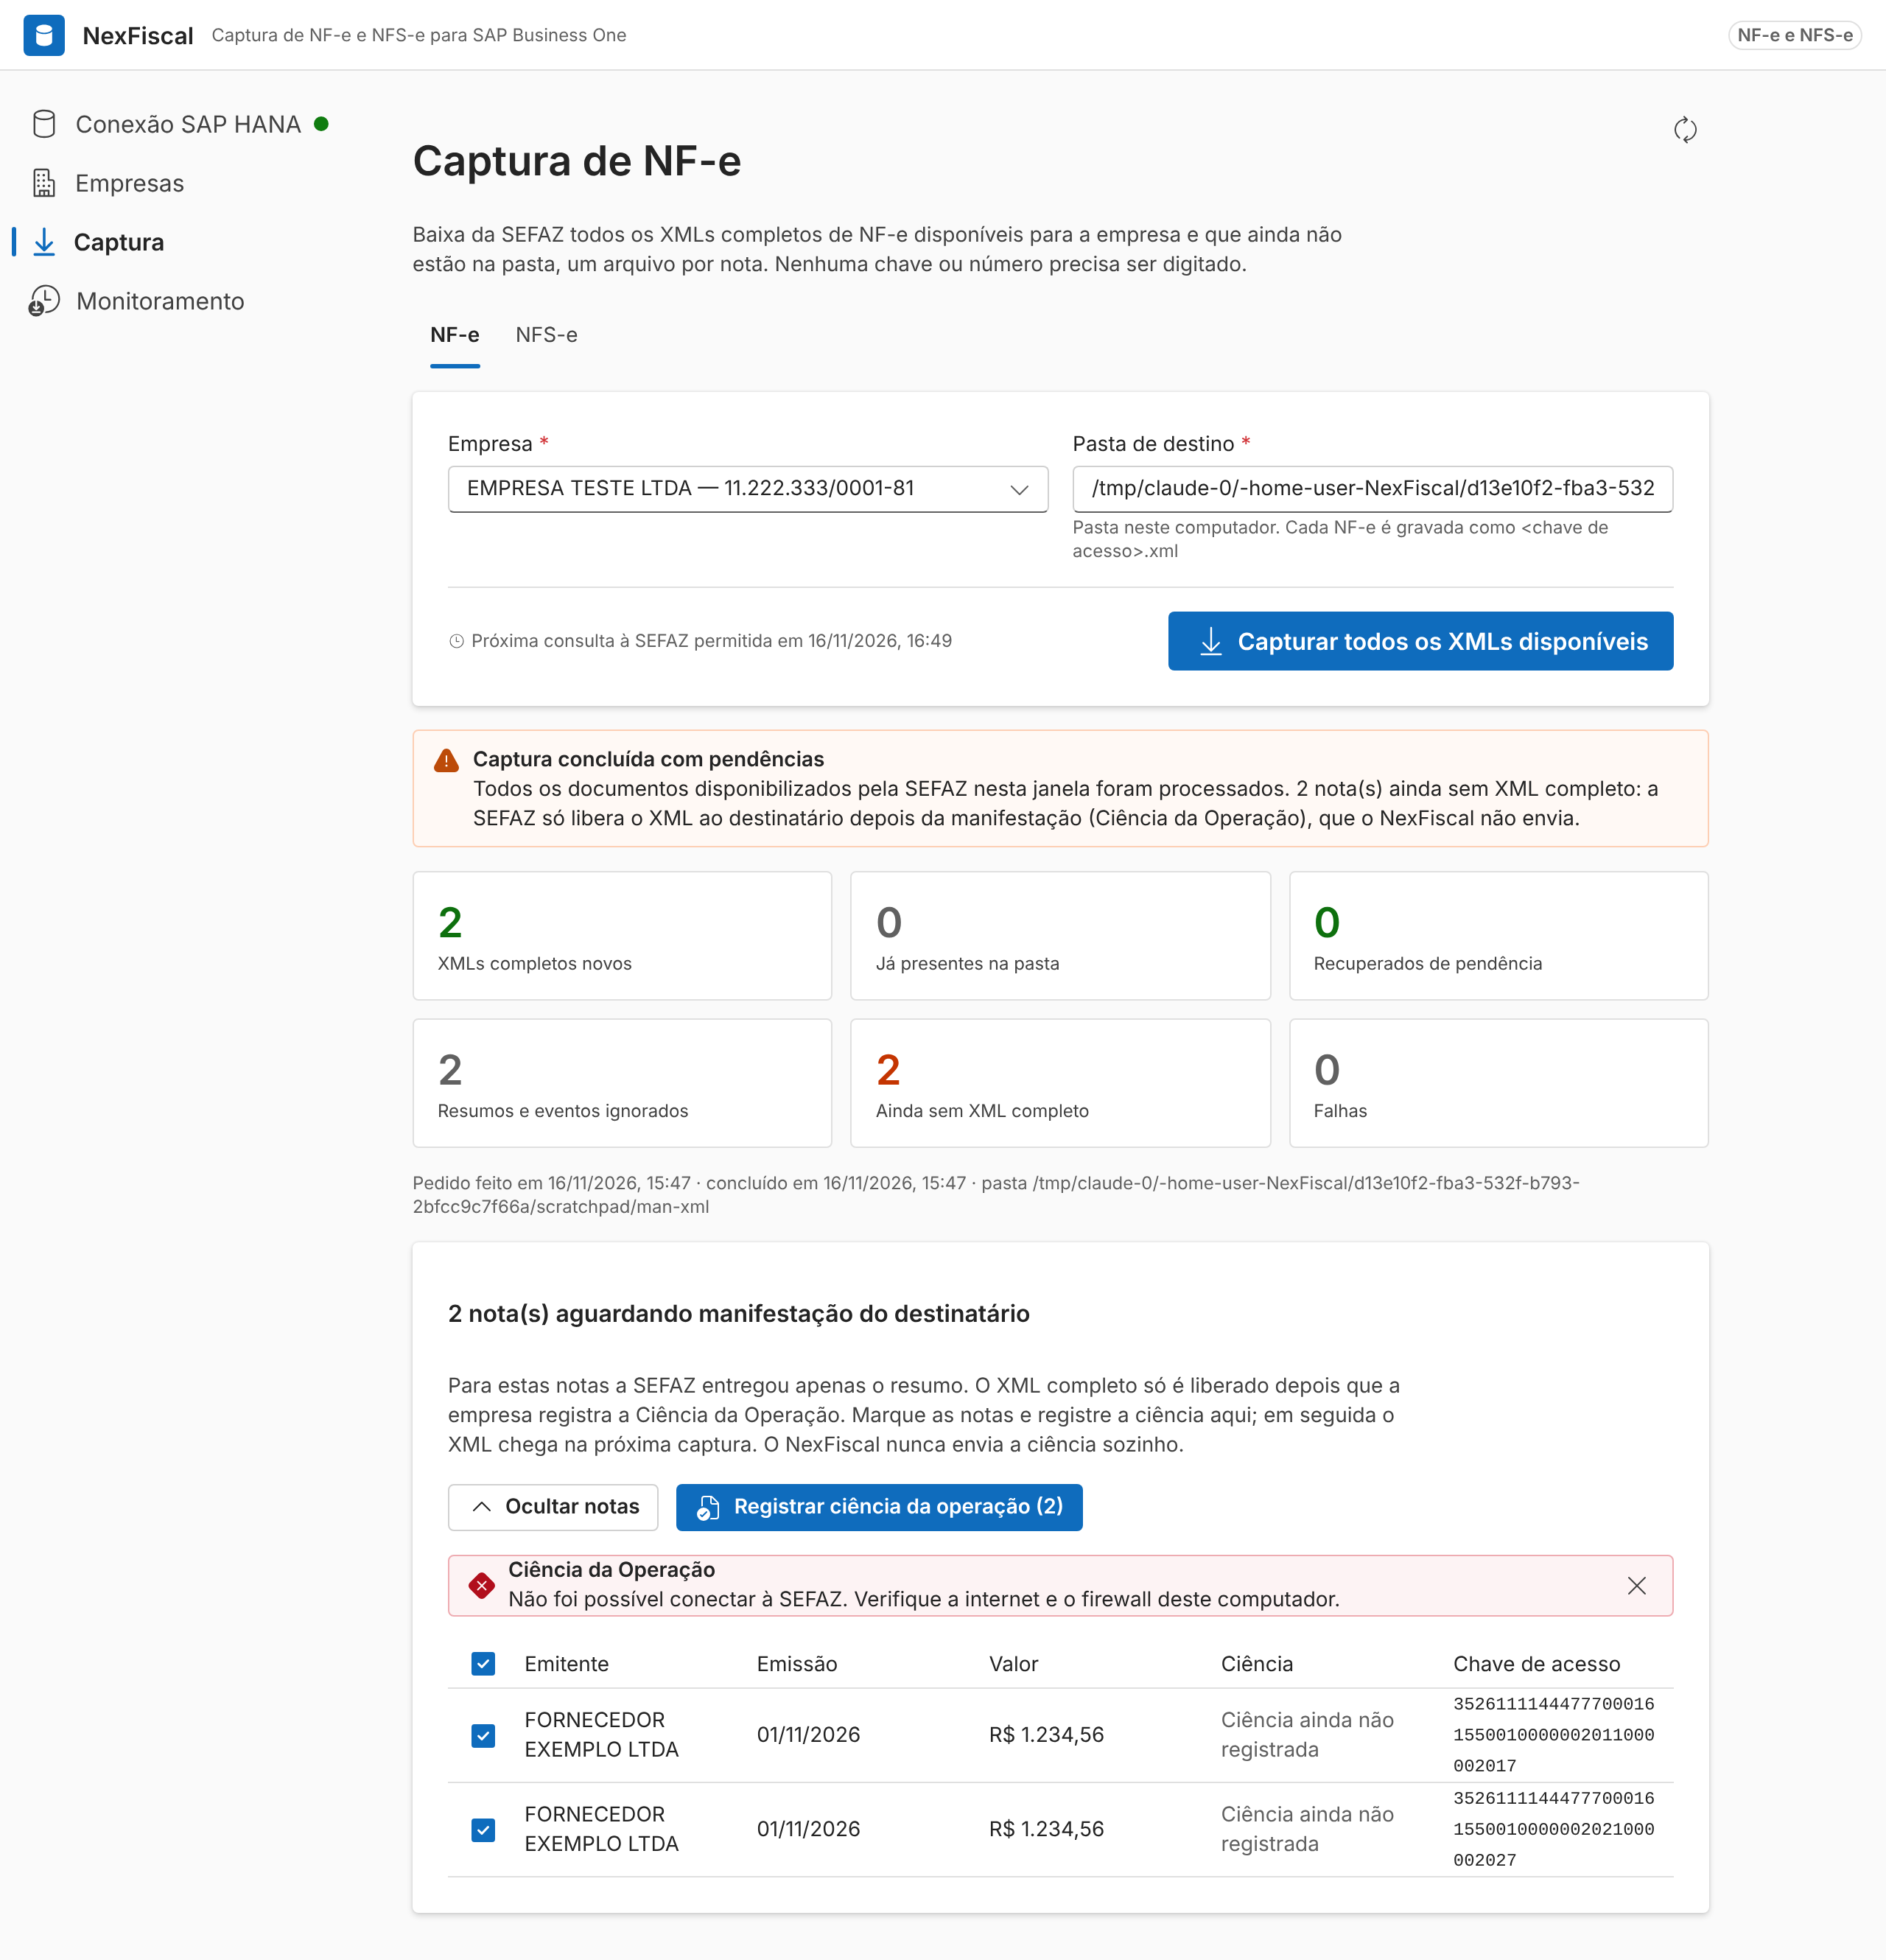 NexFiscal
Captura de NF-e e NFS-e para SAP Business One
NF-e e NFS-e
Conexão SAP HANA
Empresas
Captura
Monitoramento
Captura de NF-e
Baixa da SEFAZ todos os XMLs completos de NF-e disponíveis para a empresa e que ainda não
estão na pasta, um arquivo por nota. Nenhuma chave ou número precisa ser digitado.
NF-e
NFS-e
Empresa *
EMPRESA TESTE LTDA — 11.222.333/0001-81
Pasta de destino *
/tmp/claude-0/-home-user-NexFiscal/d13e10f2-fba3-532
Pasta neste computador. Cada NF-e é gravada como <chave de
acesso>.xml
Próxima consulta à SEFAZ permitida em 16/11/2026, 16:49
Capturar todos os XMLs disponíveis
Captura concluída com pendências
Todos os documentos disponibilizados pela SEFAZ nesta janela foram processados. 2 nota(s) ainda sem XML completo: a
SEFAZ só libera o XML ao destinatário depois da manifestação (Ciência da Operação), que o NexFiscal não envia.
2
XMLs completos novos
0
Já presentes na pasta
0
Recuperados de pendência
2
Resumos e eventos ignorados
2
Ainda sem XML completo
0
Falhas
Pedido feito em 16/11/2026, 15:47 · concluído em 16/11/2026, 15:47 · pasta /tmp/claude-0/-home-user-NexFiscal/d13e10f2-fba3-532f-b793-
2bfcc9c7f66a/scratchpad/man-xml
2 nota(s) aguardando manifestação do destinatário
Para estas notas a SEFAZ entregou apenas o resumo. O XML completo só é liberado depois que a
empresa registra a Ciência da Operação. Marque as notas e registre a ciência aqui; em seguida o
XML chega na próxima captura. O NexFiscal nunca envia a ciência sozinho.
Ocultar notas
Registrar ciência da operação (2)
Ciência da Operação
Não foi possível conectar à SEFAZ. Verifique a internet e o firewall deste computador.
Emitente
Emissão
Valor
Ciência
Chave de acesso
FORNECEDOR
EXEMPLO LTDA
01/11/2026
R$ 1.234,56
Ciência ainda não
registrada
3526111144477700016
1550010000002011000
002017
FORNECEDOR
EXEMPLO LTDA
01/11/2026
R$ 1.234,56
Ciência ainda não
registrada
3526111144477700016
1550010000002021000
002027